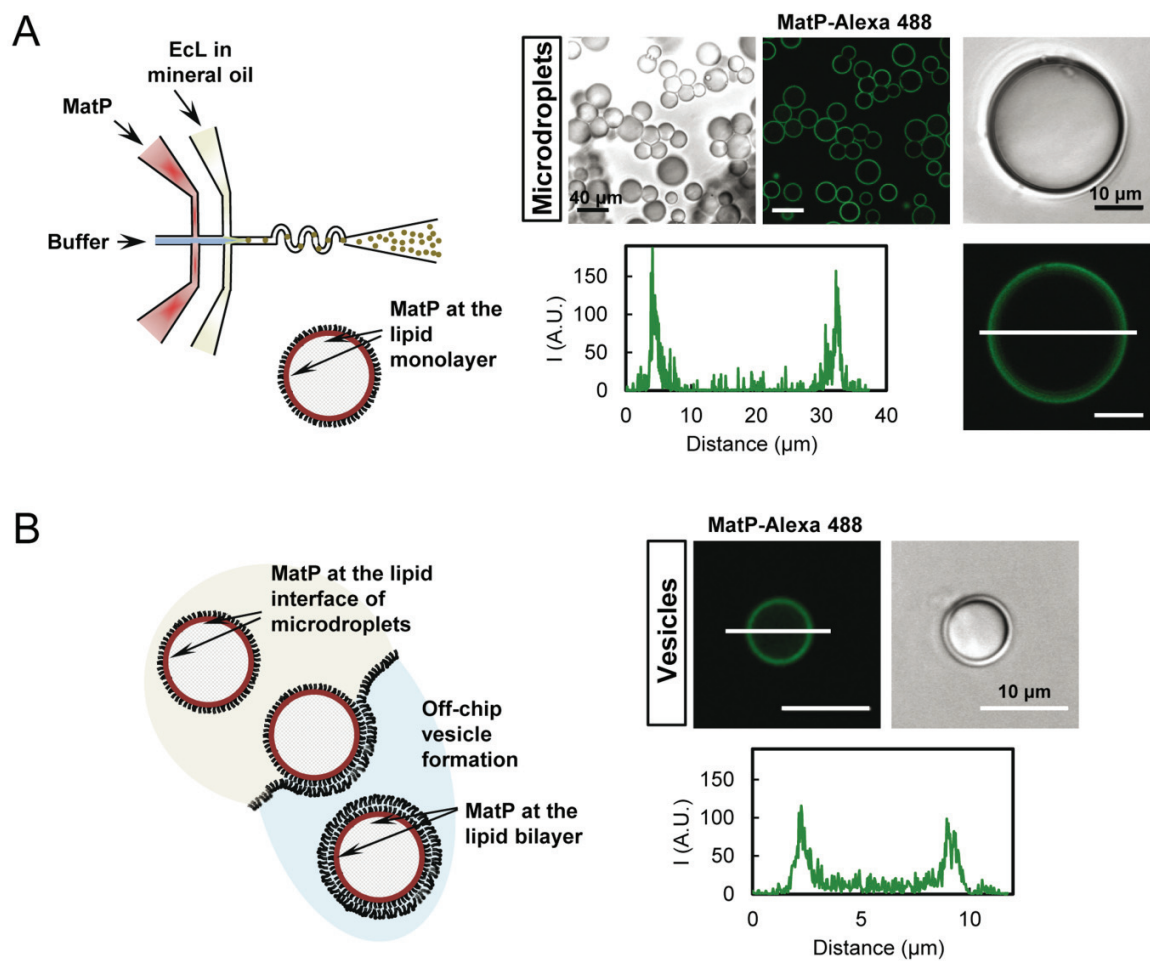 A
EcL in
mineral oil
MatP
Buffer
MatP at the
lipid
monolayer
MatP-Alexa 488
Microdroplets
40 µm
10 µm
150
100
50
0
I (A.U.)
0 10 20 30 40
Distance (µm)
B
MatP at the lipid
interface of
microdroplets
Off-chip
vesicle
formation
MatP at the
lipid bilayer
MatP-Alexa 488
Vesicles
10 µm
150
100
50
0
I (A.U.)
0 5 10
Distance (µm)